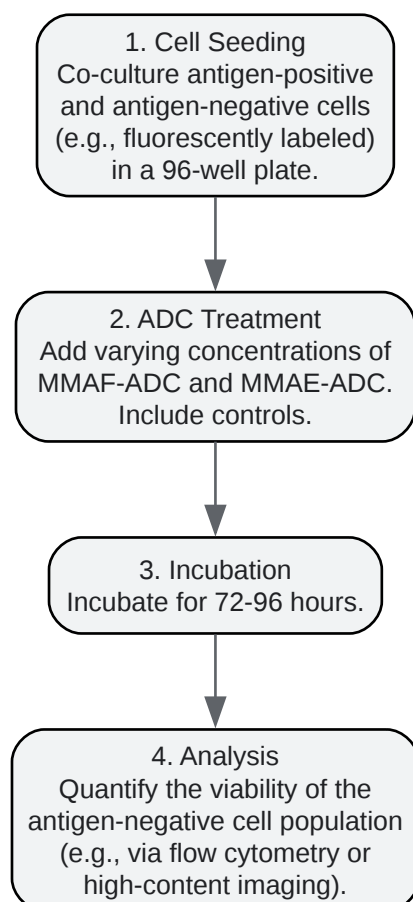 1. Cell Seeding
Co-culture antigen-positive
and antigen-negative cells
(e.g., fluorescently labeled)
in a 96-well plate.
2. ADC Treatment
Add varying concentrations of
MMAF-ADC and MMAE-ADC.
Include controls.
3. Incubation
Incubate for 72-96 hours.
4. Analysis
Quantify the viability of the
antigen-negative cell population
(e.g., via flow cytometry or
high-content imaging).